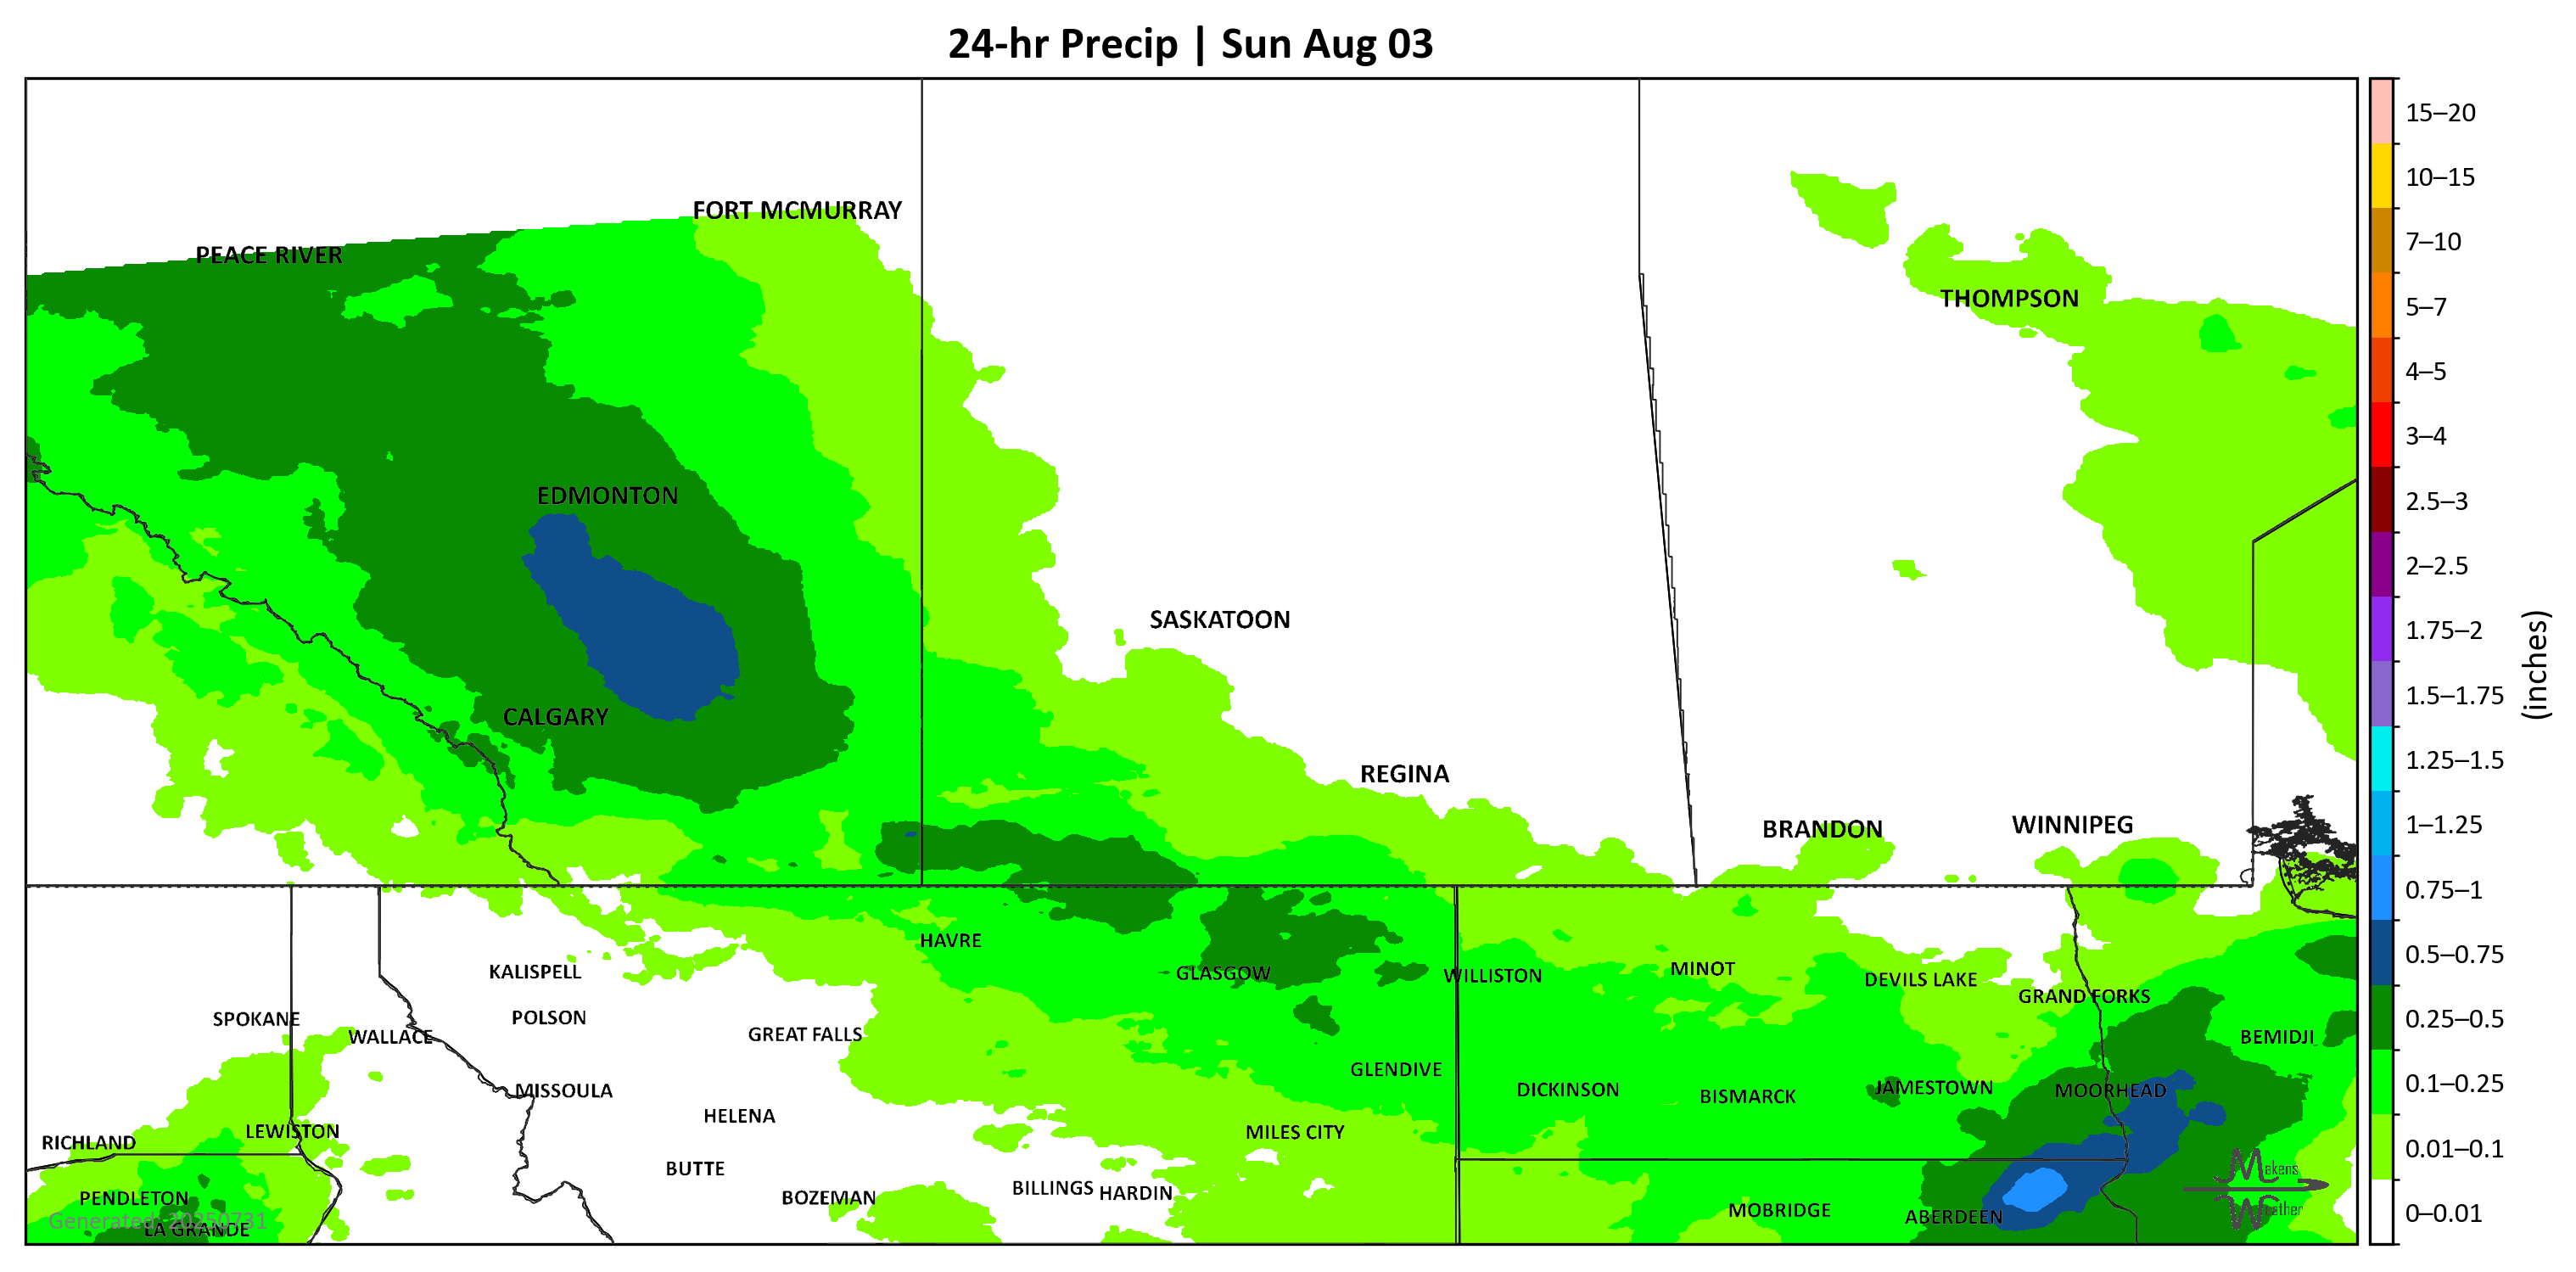 24-hr Precip | Sun Aug 03
FORT MCMURRAY
PEACE RIVER
THOMPSON
EDMONTON
SASKATOON
CALGARY
REGINA
BRANDON
WINNIPEG
HAVRE
KALISPELL
GLASGOW
WILLISTON
MINOT
DEVILS LAKE
GRAND FORKS
SPOKANE
POLSON
WALLACE
GREAT FALLS
BEMIDJI
GLENDIVE
MISSOULA
DICKINSON
BISMARCK
JAMESTOWN
MOORHEAD
HELENA
RICHLAND
LEWISTON
MILES CITY
BUTTE
PENDLETON
BOZEMAN
BILLINGS
HARDIN
MOBRIDGE
ABERDEEN
Generated: 20250731
LA GRANDE
Makens
Weather
15–20
10–15
7–10
5–7
4–5
3–4
2.5–3
2–2.5
1.75–2
1.5–1.75
1.25–1.5
1–1.25
0.75–1
0.5–0.75
0.25–0.5
0.1–0.25
0.01–0.1
0–0.01
(inches)